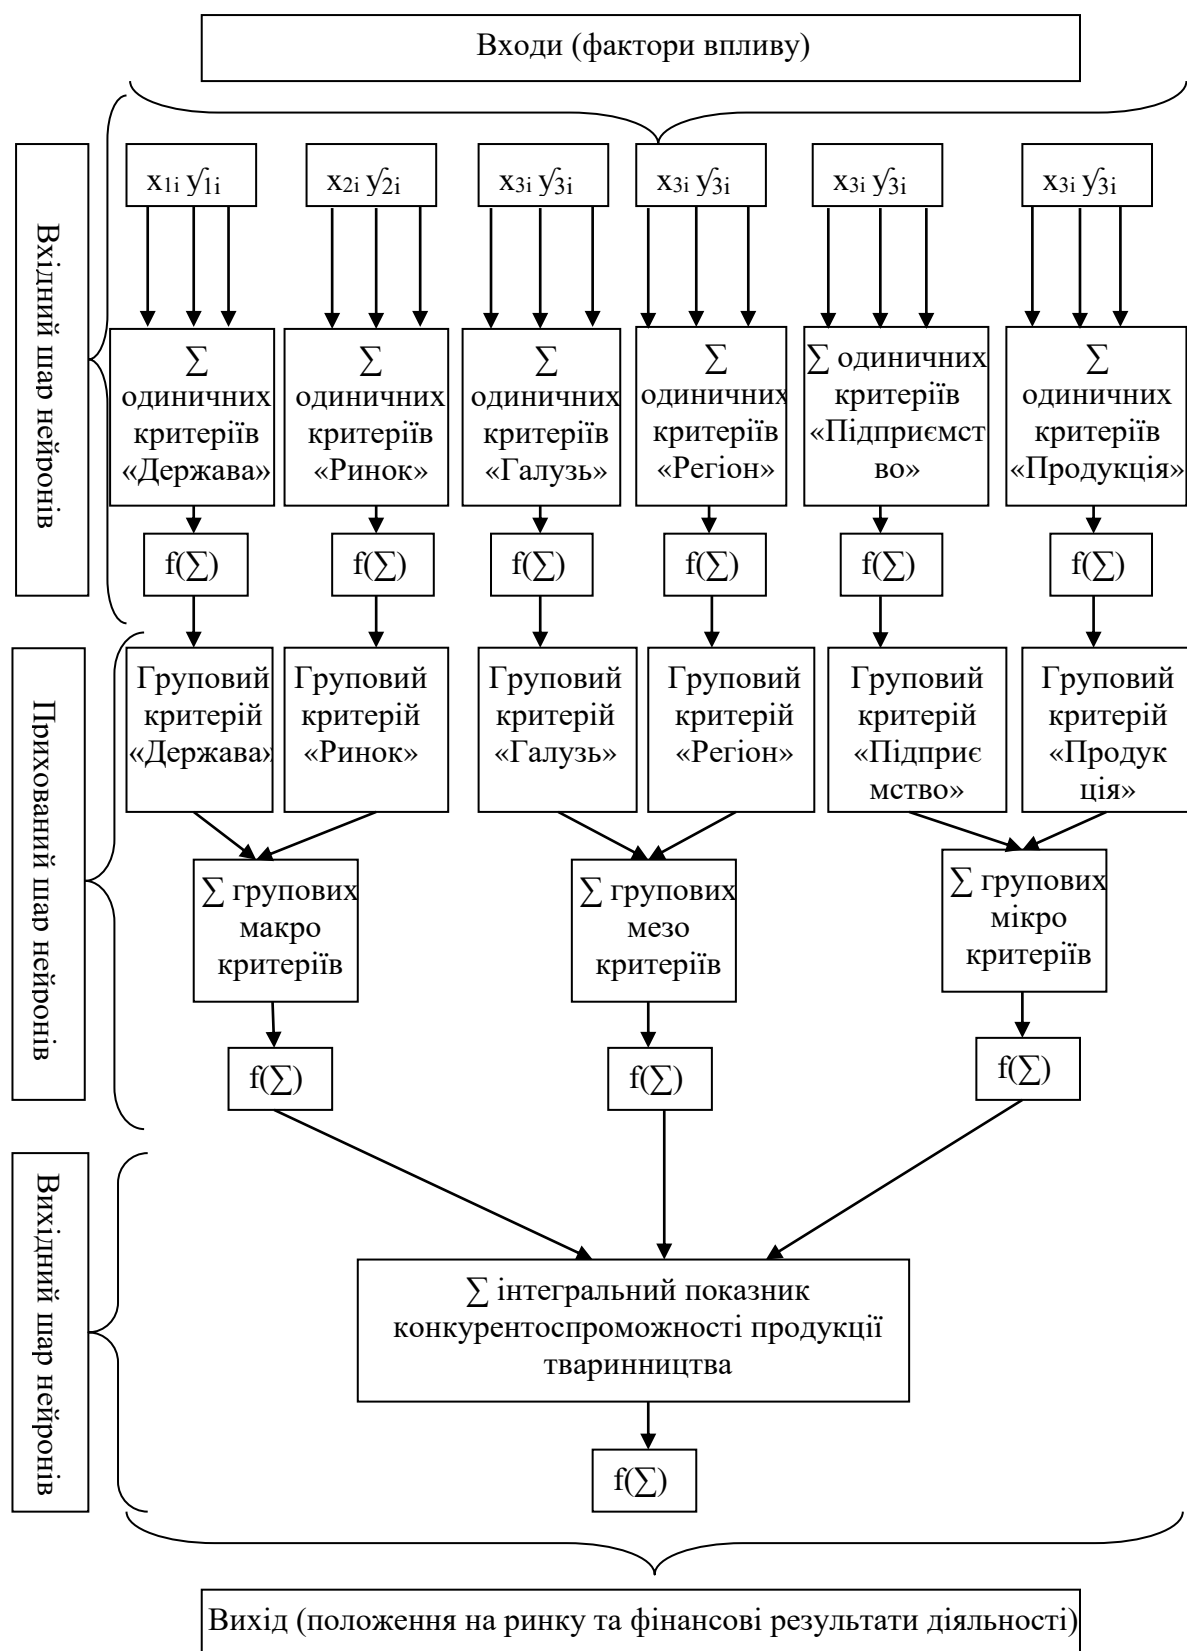 Входи (фактори впливу)
x1i y1i
x2i y2i
x3i y3i
x3i y3i
x3i y3i
x3i y3i
Вхідний шар нейронів
∑
одиничних
критеріїв
«Держава»
∑
одиничних
критеріїв
«Ринок»
∑
одиничних
критеріїв
«Галузь»
∑
одиничних
критеріїв
«Регіон»
∑ одиничних
критеріїв
«Підприємст
во»
∑
одиничних
критеріїв
«Продукція»
f(∑)
f(∑)
f(∑)
f(∑)
f(∑)
f(∑)
Прихований шар нейронів
Груповий
критерій
«Держава»
Груповий
критерій
«Ринок»
Груповий
критерій
«Галузь»
Груповий
критерій
«Регіон»
Груповий
критерій
«Підприє
мство»
Груповий
критерій
«Продук
ція»
∑ групових
макро
критеріїв
∑ групових
мезо
критеріїв
∑ групових
мікро
критеріїв
f(∑)
f(∑)
f(∑)
Вихідний шар нейронів
∑ інтегральний показник
конкурентоспроможності продукції
тваринництва
f(∑)
Вихід (положення на ринку та фінансові результати діяльності)